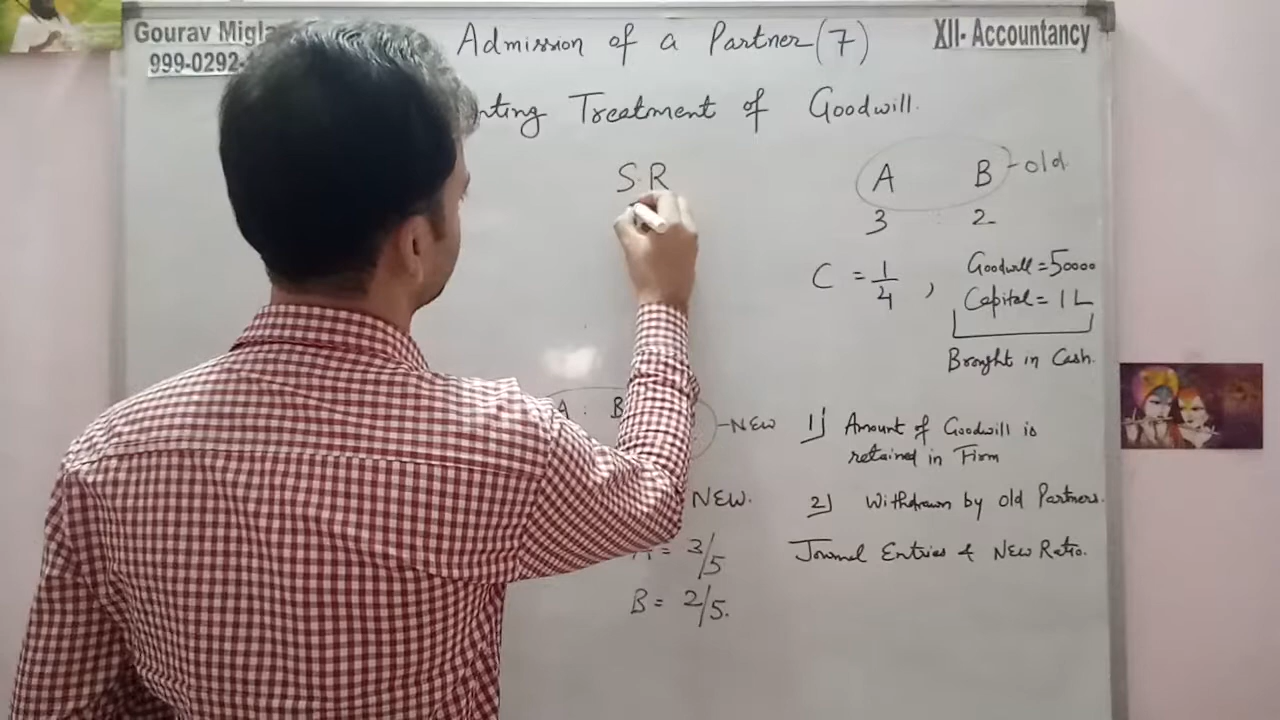 Gourav Migla
999-0292-
Admission of a Partner (7)
XII- Accountancy
nting Treatment of Goodwill.
S.R
A B - old
3 : 2
C = 1/4 ,
Goodwill = 50000
Capital = 1 L
Brought in Cash.
A : B
- NEW
1) Amount of Goodwill is
retained in Firm
NEW.
2) Withdrawn by old Partners.
A = 3/5
Journal Entries & NEW Ratio.
B = 2/5.